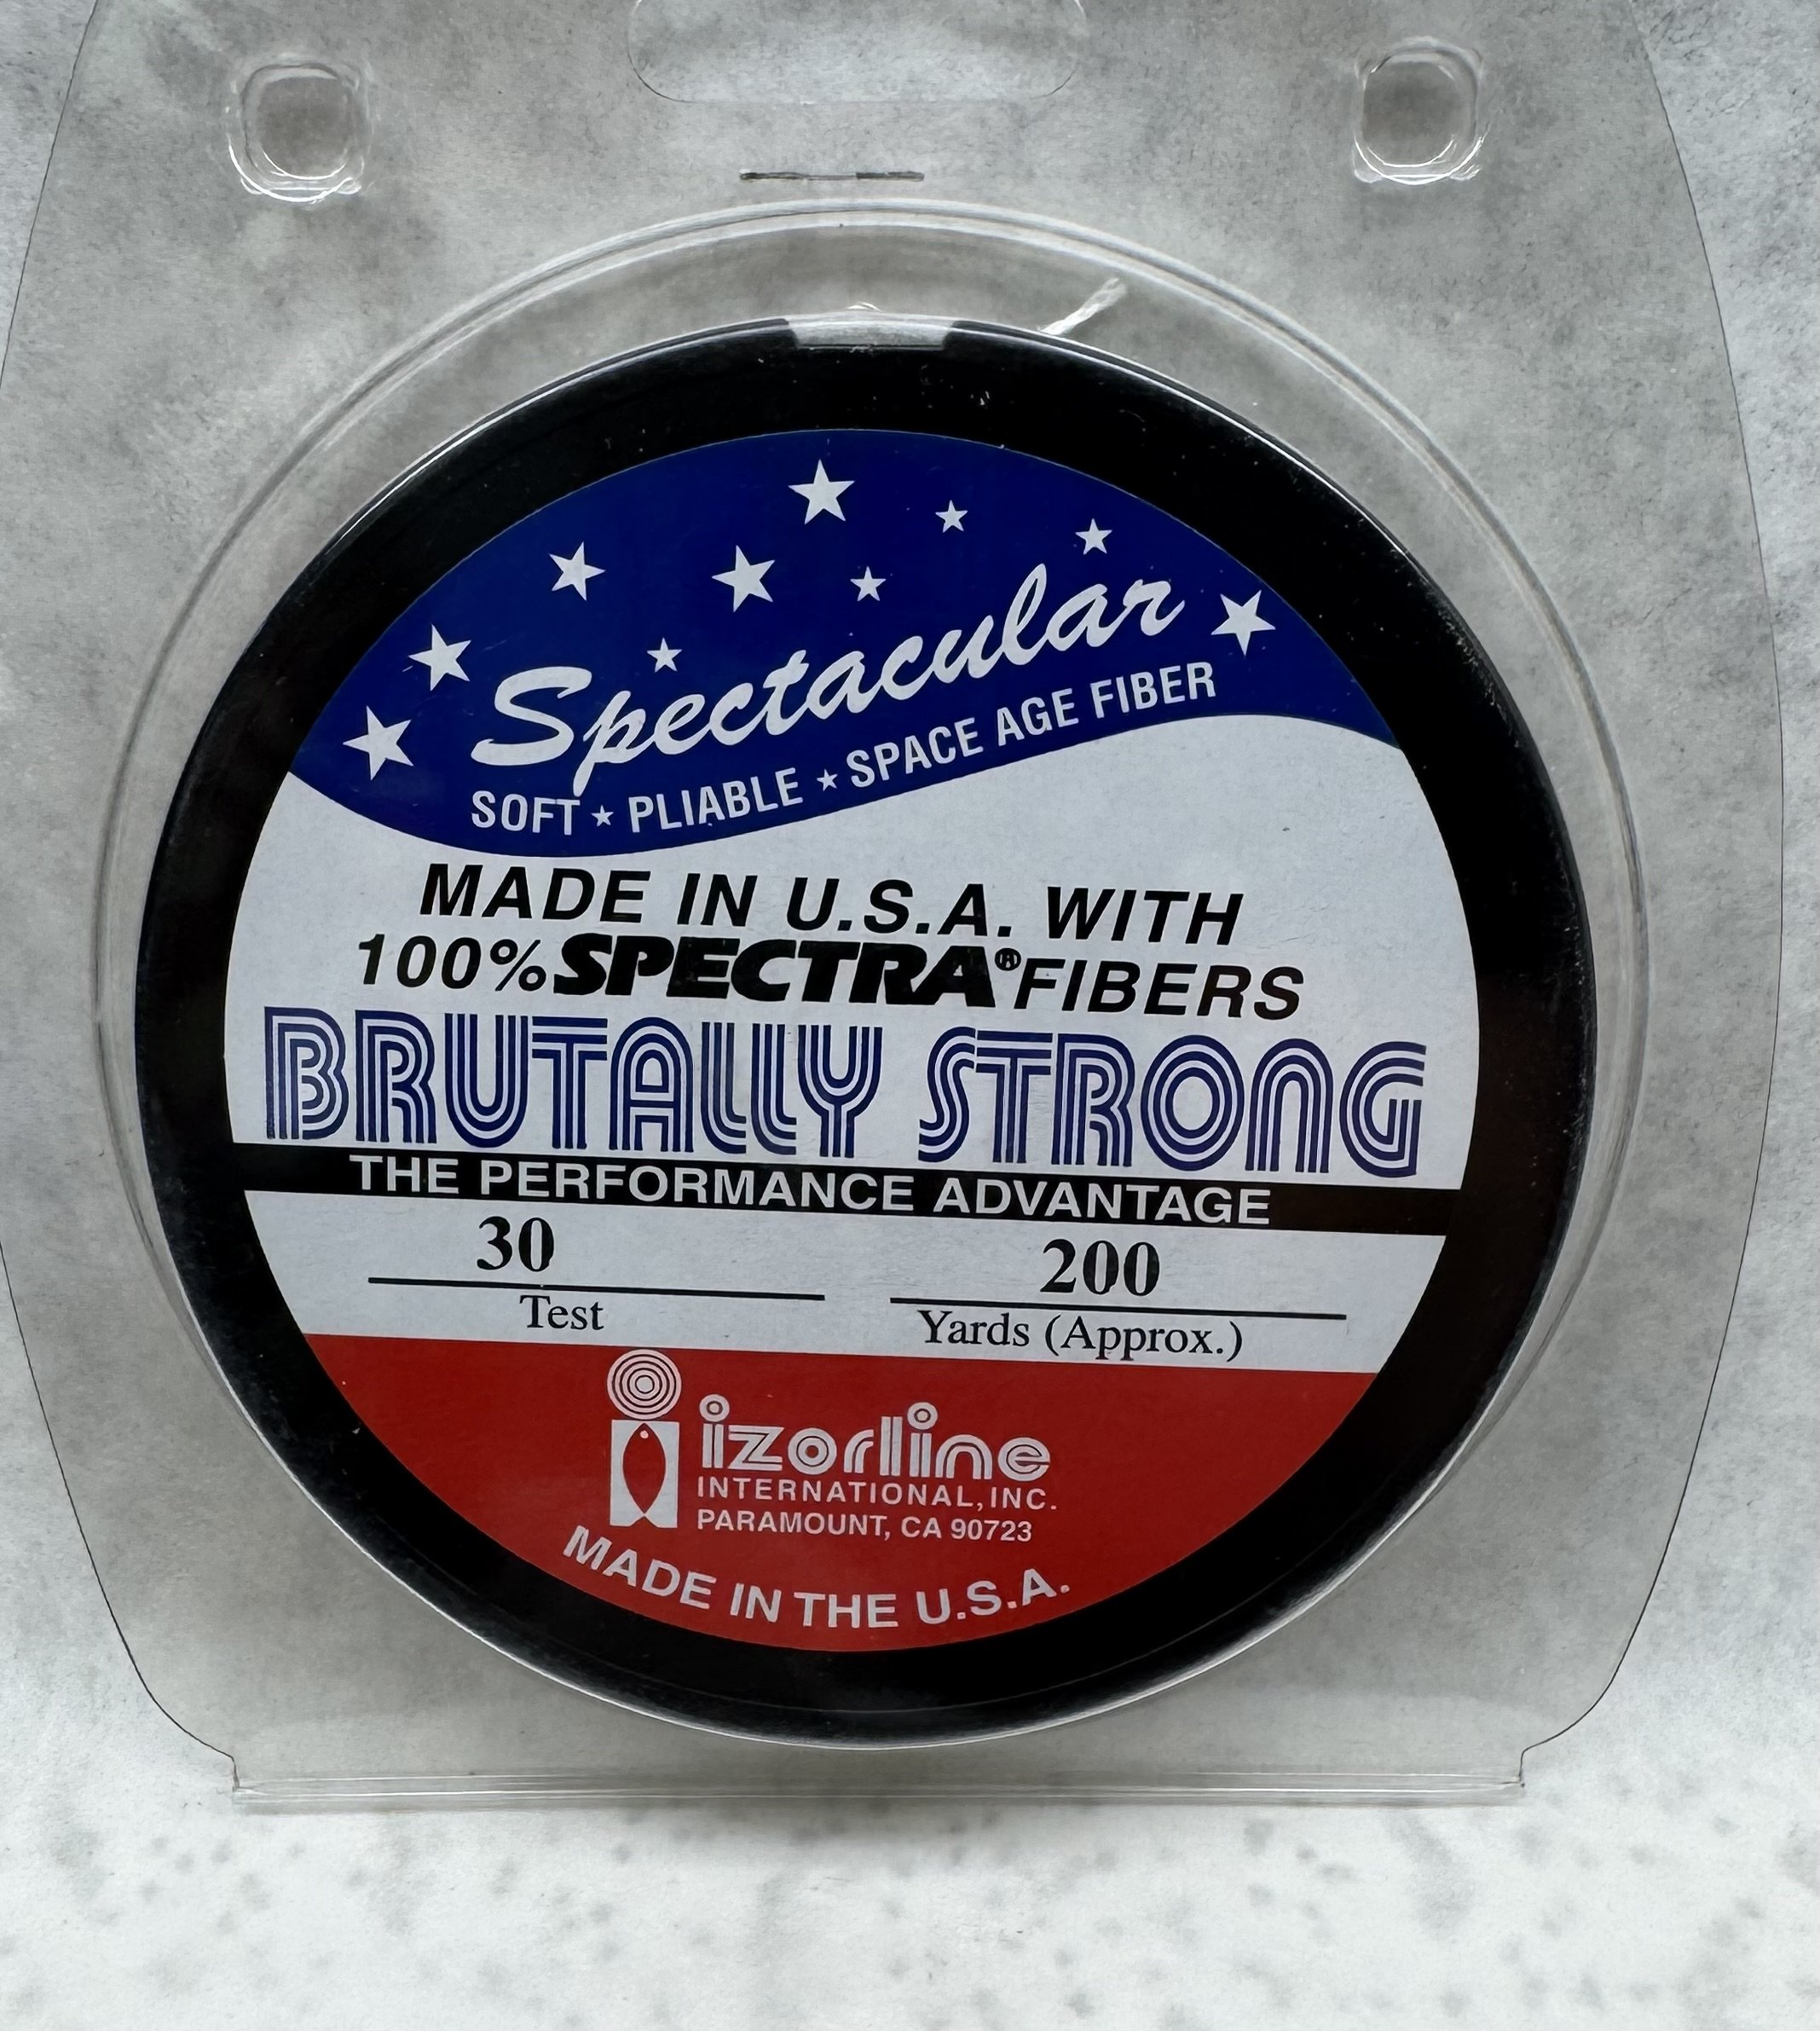 Spectacular
SOFT ★ PLIABLE ★ SPACE AGE FIBER
MADE IN U.S.A. WITH
100% SPECTRA® FIBERS
BRUTALLY STRONG
THE PERFORMANCE ADVANTAGE
30 200
Test Yards (Approx.)
izorline
INTERNATIONAL, INC.
PARAMOUNT, CA 90723
MADE IN THE U.S.A.